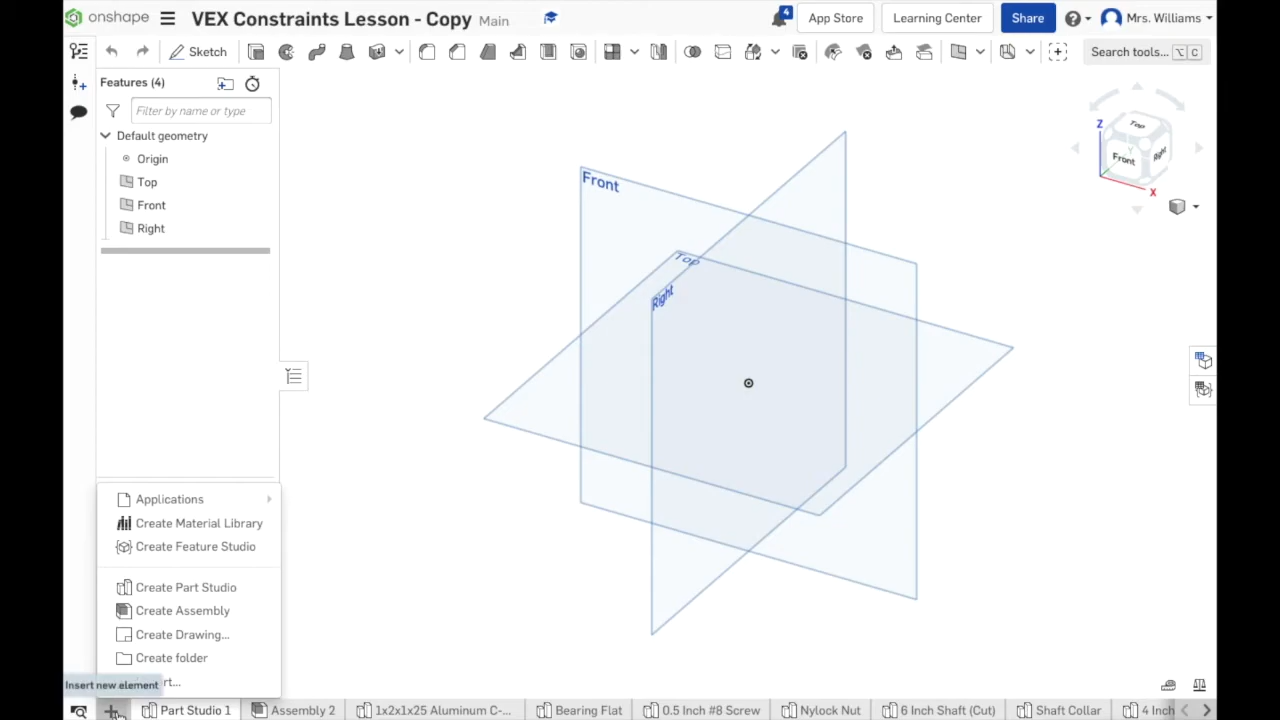 onshape
VEX Constraints Lesson - Copy Main
4
App Store
Learning Center
Share
Mrs. Williams
Sketch
Search tools...
C
Features (4)
Filter by name or type
Default geometry
Origin
Top
Front
Right
Front
Top
Right
Top
Front
Right
Z
Y
X
Applications
Create Material Library
Create Feature Studio
Create Part Studio
Create Assembly
Create Drawing...
Create folder
Insert new element
rt...
Part Studio 1
Assembly 2
1x2x1x25 Aluminum C-...
Bearing Flat
0.5 Inch #8 Screw
Nylock Nut
6 Inch Shaft (Cut)
Shaft Collar
4 Inch